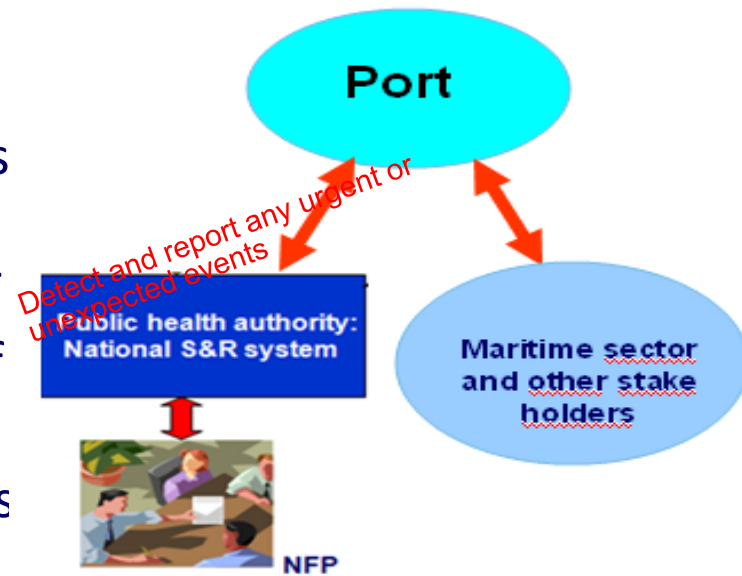 Port
Detect and report any urgent or
unexpected events
Public health authority:
National S&R system
Maritime sector
and other stake
holders
NFP
s
s